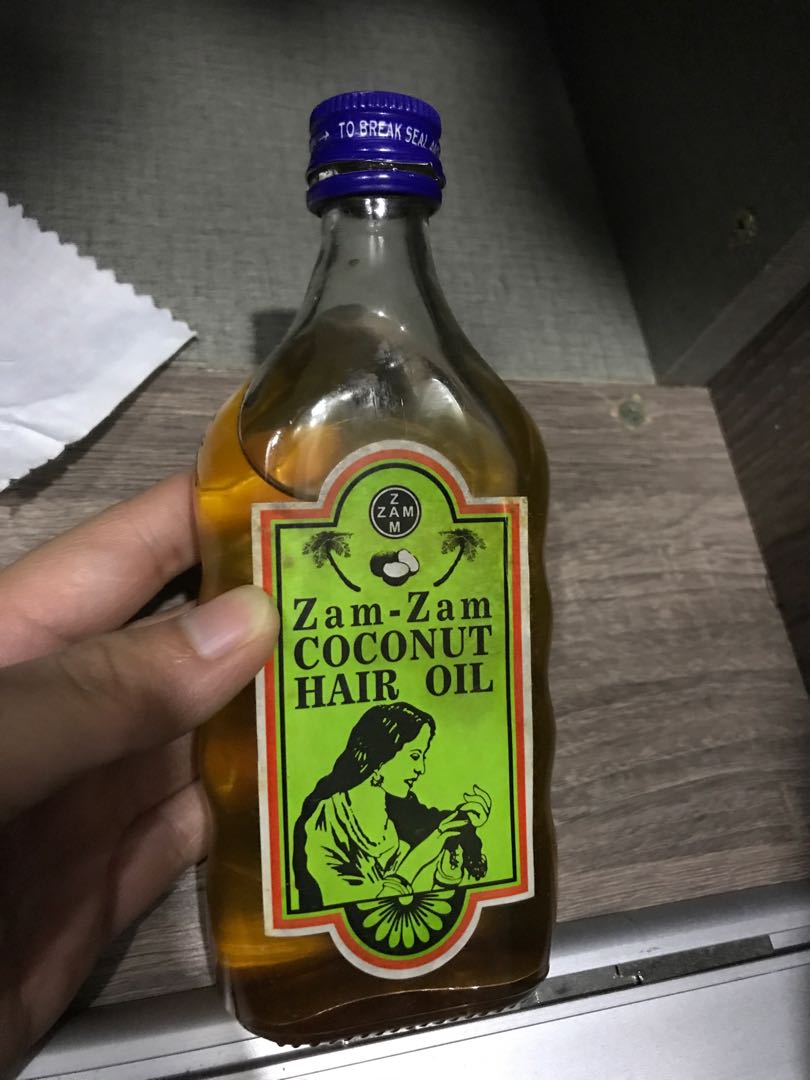 TO BREAK SEAL
Z
ZAM
M
Zam-Zam
COCONUT
HAIR OIL